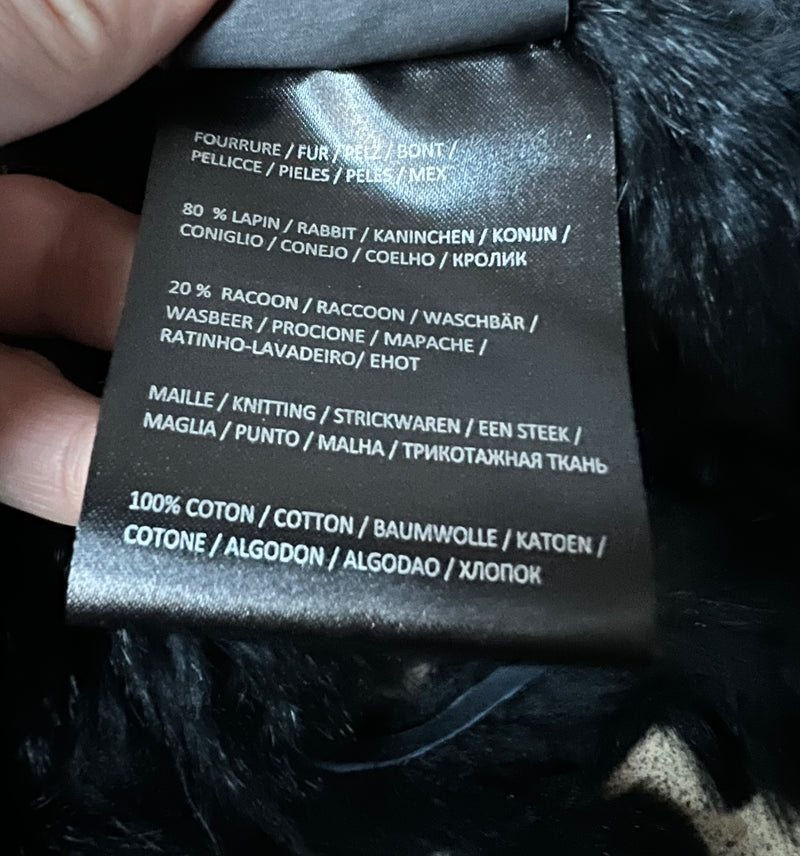 FOURRURE / FUR / PELZ / BONT /
PELLICCE / PIELES / PELES / MEX
80 % LAPIN / RABBIT / KANINCHEN / KONIJN /
CONIGLIO / CONEJO / COELHO / КРОЛИК
20 % RACOON / RACCOON / WASCHBÄR /
WASBEER / PROCIONE / MAPACHE /
RATINHO-LAVADEIRO/ EHOT
MAILLE / KNITTING / STRICKWAREN / EEN STEEK /
MAGLIA / PUNTO / MALHA / ТРИКОТАЖНАЯ ТКАНЬ
100% COTON / COTTON / BAUMWOLLE / KATOEN /
COTONE / ALGODON / ALGODAO / ХЛОПОК